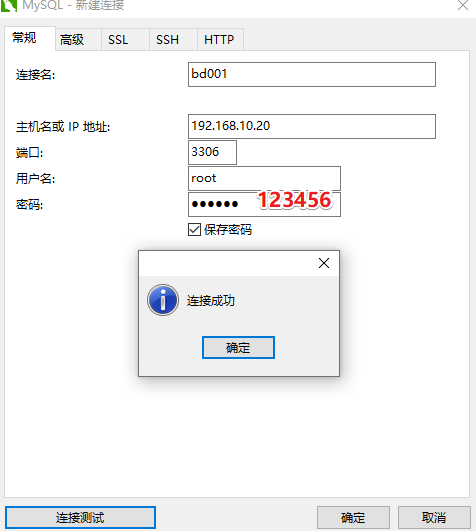 MySQL - 新建连接
常规 高级 SSL SSH HTTP
连接名: bd001
主机名或 IP 地址: 192.168.10.20
端口: 3306
用户名: root
密码: ●●●●●● 123456
保存密码
连接成功
确定
连接测试 确定 取消